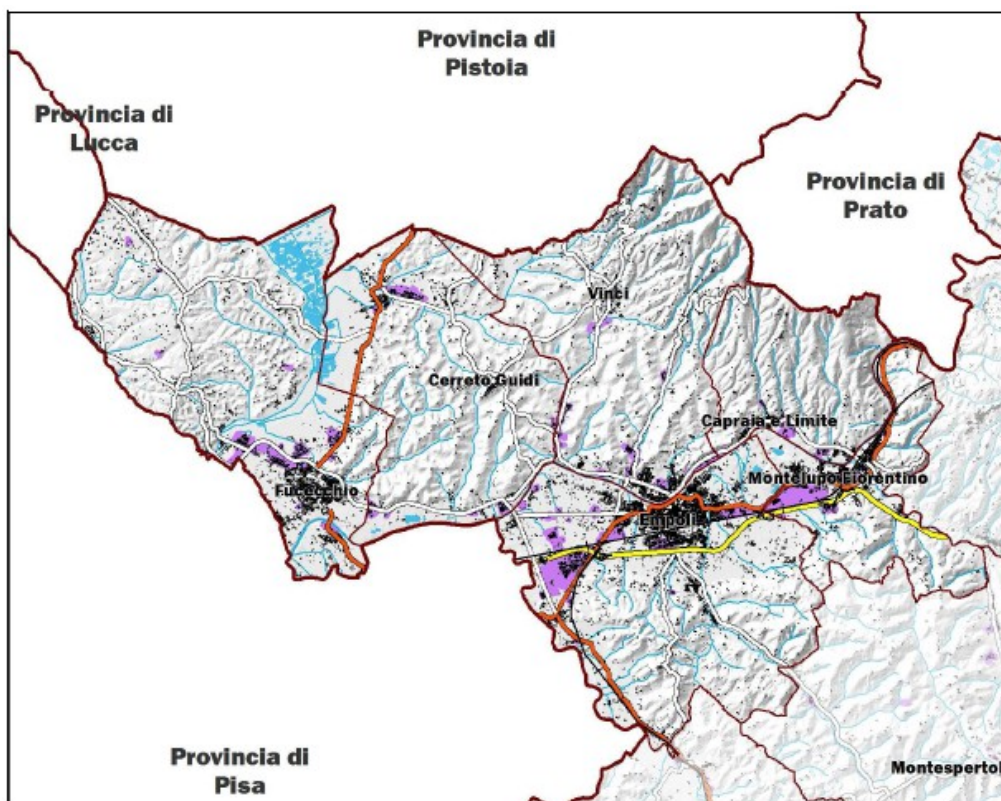 Provincia di
Pistoia
Provincia di
Lucca
Provincia di
Prato
Vinci
Cerreto Guidi
Capraia e Limite
Montelupo Fiorentino
Fucecchio
Empoli
Provincia di
Pisa
Montespertol